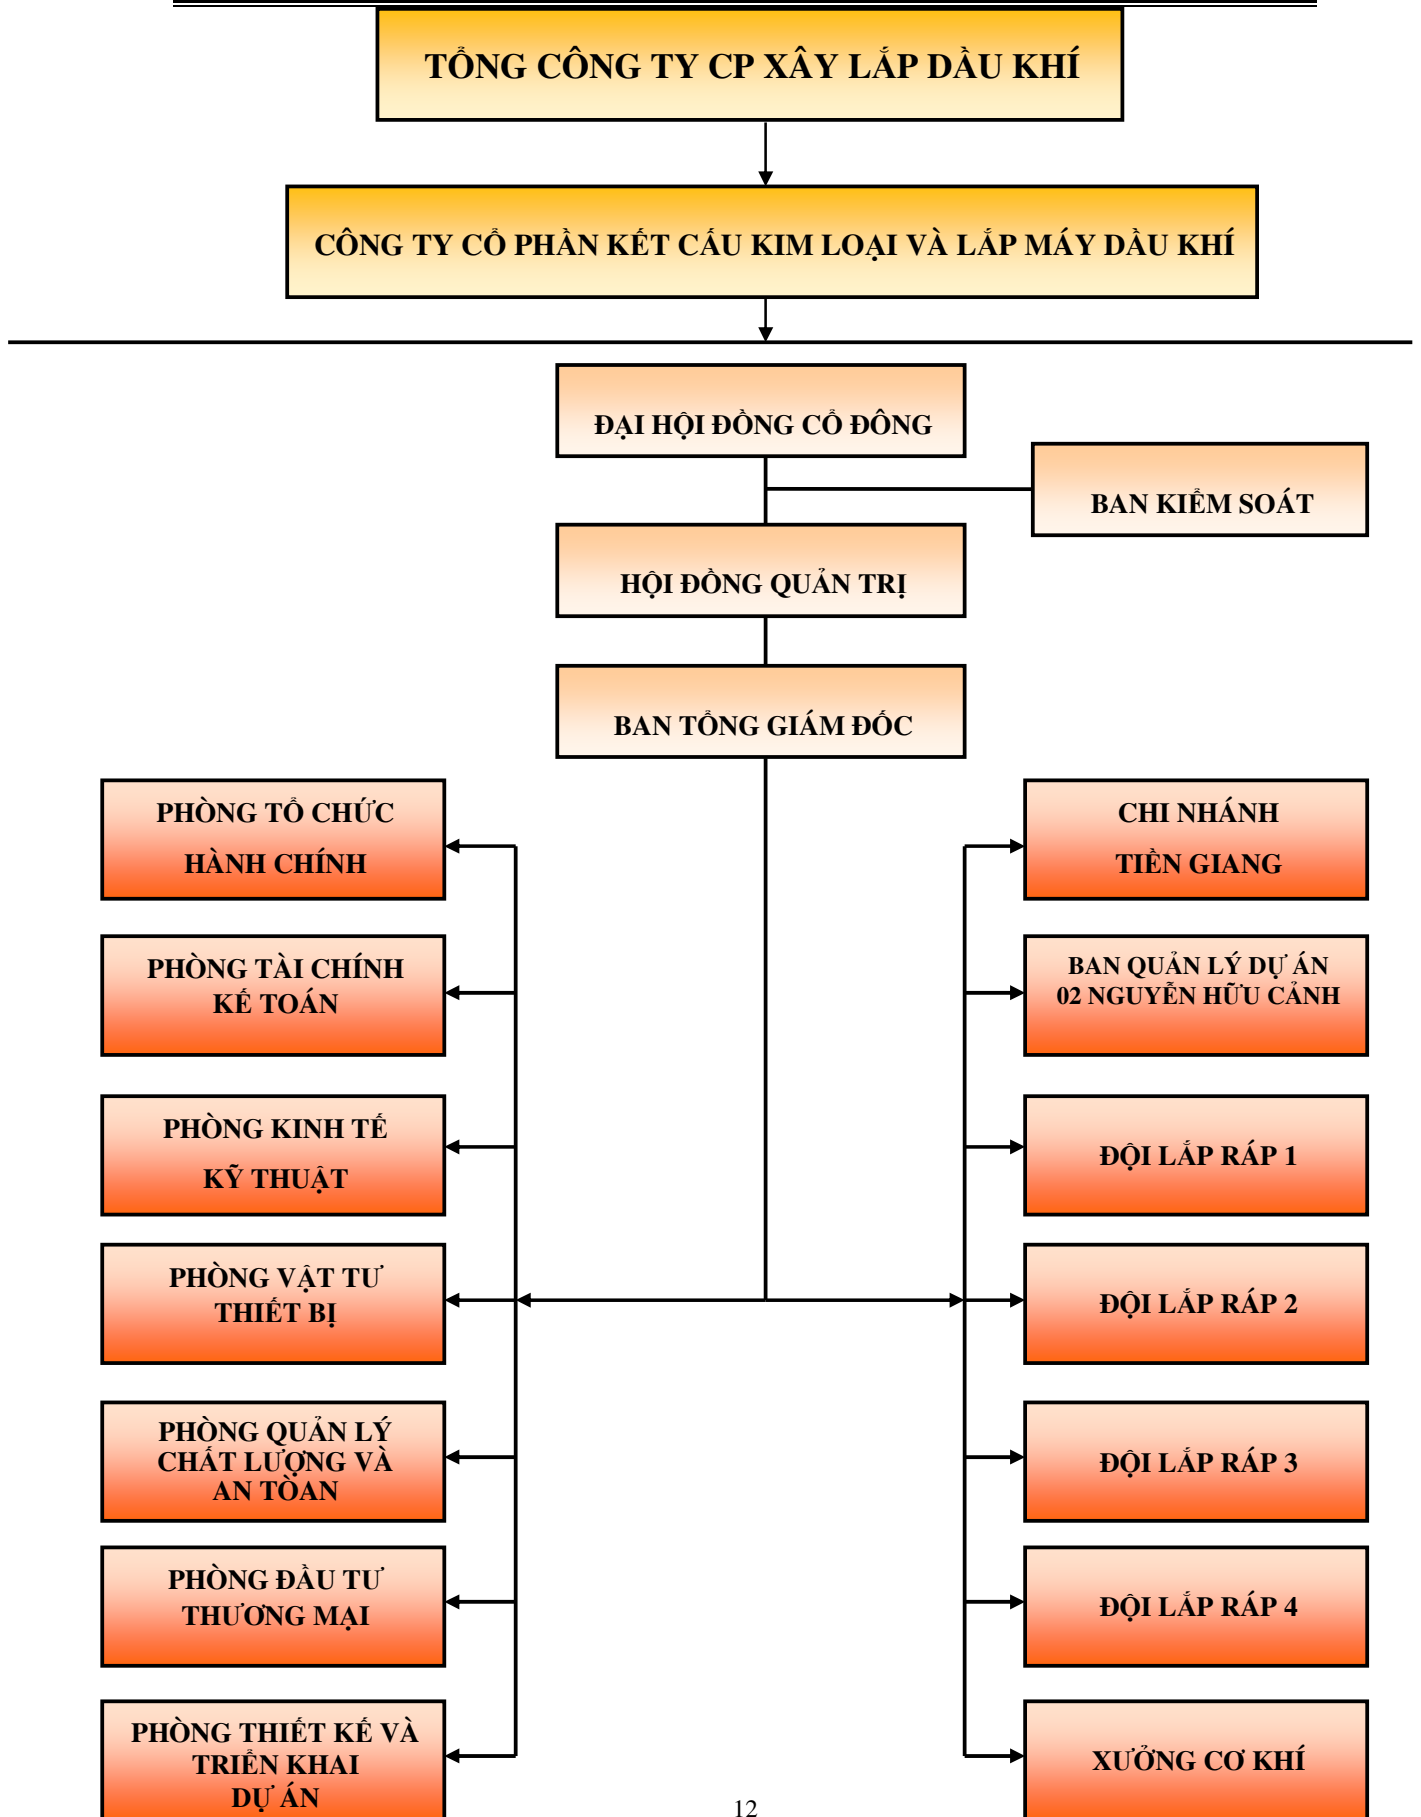 TỔNG CÔNG TY CP XÂY LẮP DẦU KHÍ
CÔNG TY CỔ PHẦN KẾT CẤU KIM LOẠI VÀ LẮP MÁY DẦU KHÍ
ĐẠI HỘI ĐỒNG CỔ ĐÔNG
BAN KIỂM SOÁT
HỘI ĐỒNG QUẢN TRỊ
BAN TỔNG GIÁM ĐỐC
PHÒNG TỔ CHỨC
HÀNH CHÍNH
CHI NHÁNH
TIỀN GIANG
PHÒNG TÀI CHÍNH
KẾ TOÁN
BAN QUẢN LÝ DỰ ÁN
02 NGUYỄN HỮU CẢNH
PHÒNG KINH TẾ
KỸ THUẬT
ĐỘI LẮP RÁP 1
PHÒNG VẬT TƯ
THIẾT BỊ
ĐỘI LẮP RÁP 2
PHÒNG QUẢN LÝ
CHẤT LƯỢNG VÀ
AN TÒAN
ĐỘI LẮP RÁP 3
PHÒNG ĐẦU TƯ
THƯƠNG MẠI
ĐỘI LẮP RÁP 4
PHÒNG THIẾT KẾ VÀ
TRIỂN KHAI
DỰ ÁN
XƯỞNG CƠ KHÍ
12